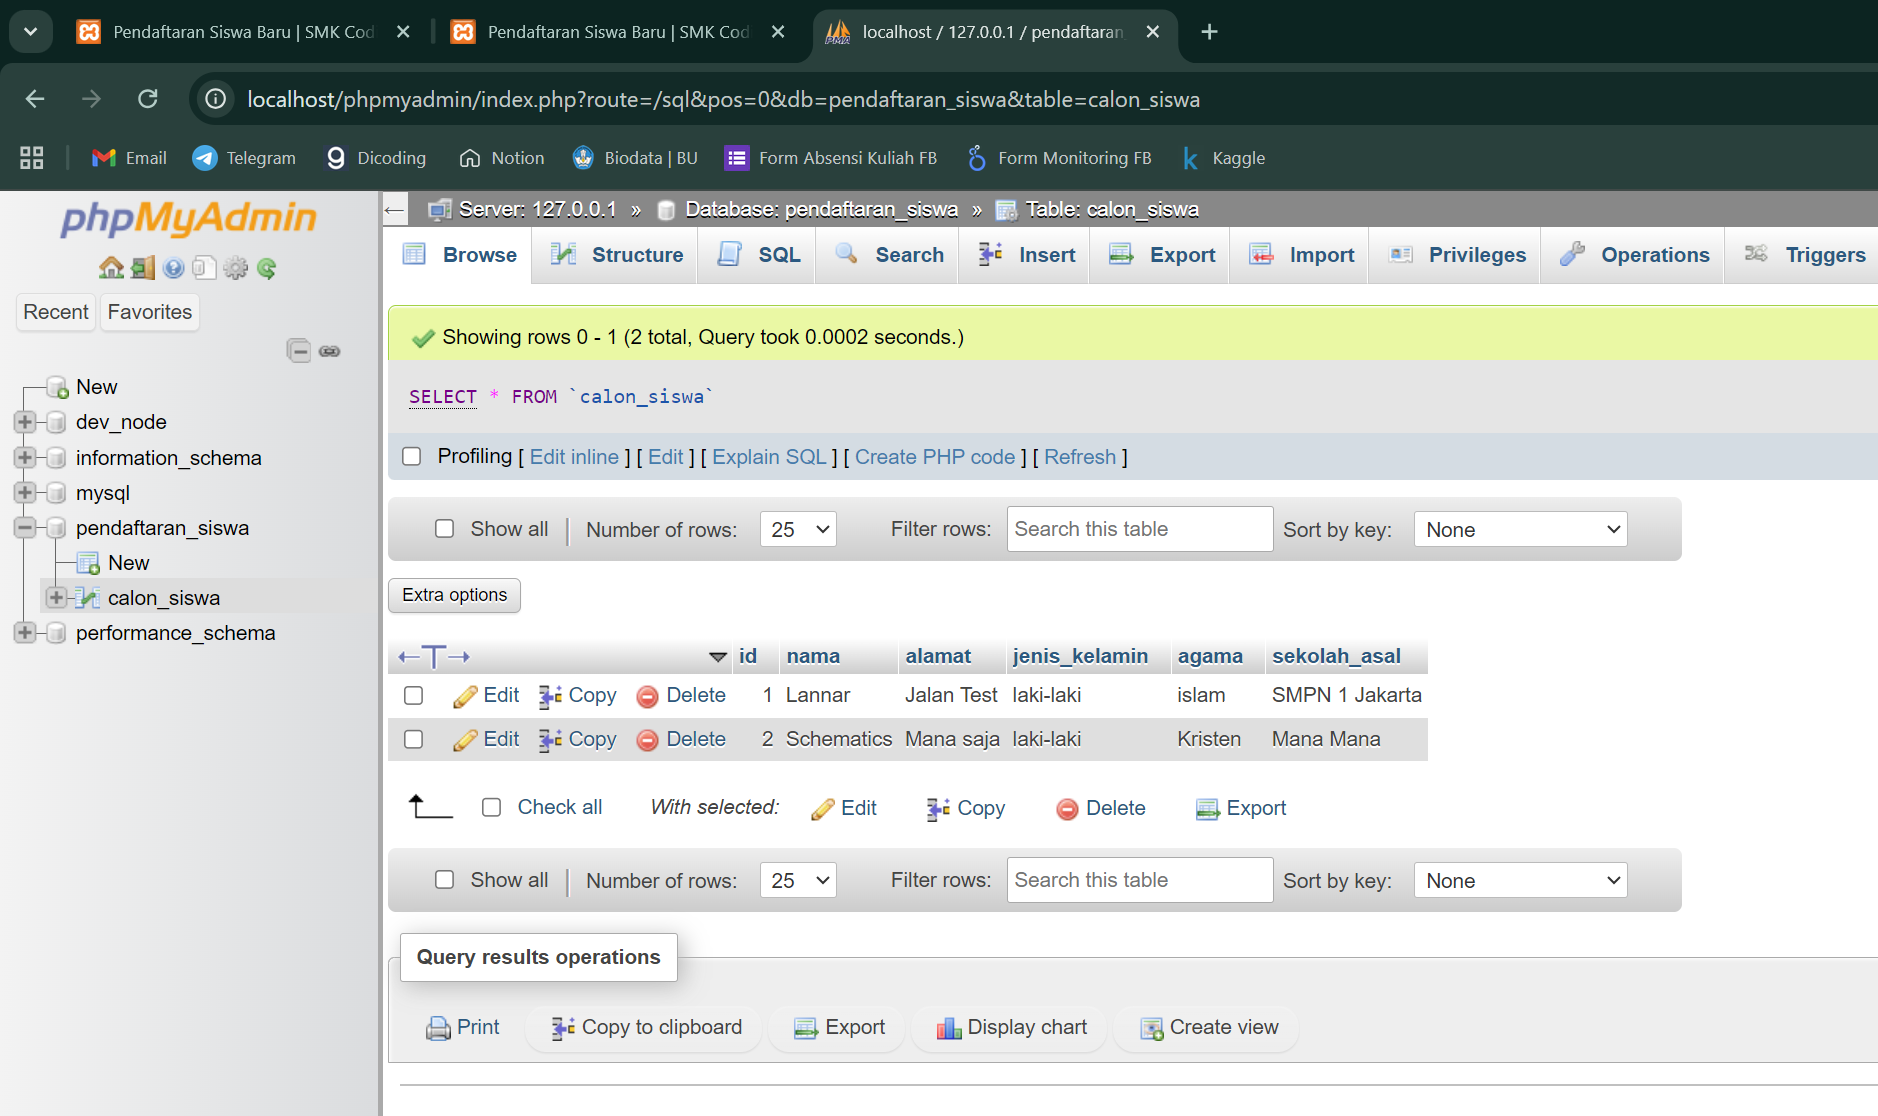 Pendaftaran Siswa Baru | SMK Cod
Pendaftaran Siswa Baru | SMK Cod
localhost / 127.0.0.1 / pendaftaran
localhost/phpmyadmin/index.php?route=/sql&pos=0&db=pendaftaran_siswa&table=calon_siswa
Email Telegram Dicoding Notion Biodata | BU Form Absensi Kuliah FB Form Monitoring FB Kaggle
phpMyAdmin
Recent Favorites
New
dev_node
information_schema
mysql
pendaftaran_siswa
New
calon_siswa
performance_schema
Server: 127.0.0.1 » Database: pendaftaran_siswa » Table: calon_siswa
Browse Structure SQL Search Insert Export Import Privileges Operations Triggers
Showing rows 0 - 1 (2 total, Query took 0.0002 seconds.)
SELECT * FROM `calon_siswa`
Profiling [ Edit inline ] [ Edit ] [ Explain SQL ] [ Create PHP code ] [ Refresh ]
Show all | Number of rows: 25 Filter rows: Search this table Sort by key: None
Extra options
id nama alamat jenis_kelamin agama sekolah_asal
Edit Copy Delete 1 Lannar Jalan Test laki-laki islam SMPN 1 Jakarta
Edit Copy Delete 2 Schematics Mana saja laki-laki Kristen Mana Mana
Check all With selected: Edit Copy Delete Export
Show all | Number of rows: 25 Filter rows: Search this table Sort by key: None
Query results operations
Print Copy to clipboard Export Display chart Create view